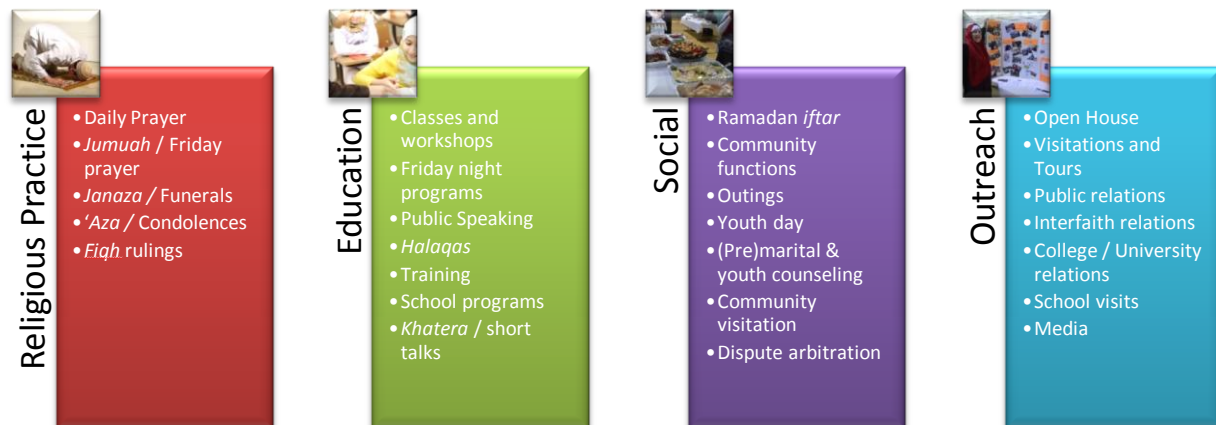 Religious Practice
• Daily Prayer
• Jumuah / Friday
prayer
• Janaza / Funerals
• ‘Aza / Condolences
• Fiqh rulings
Education
• Classes and
workshops
• Friday night
programs
• Public Speaking
• Halaqas
• Training
• School programs
• Khatera / short
talks
Social
• Ramadan iftar
• Community
functions
• Outings
• Youth day
• (Pre)marital &
youth counseling
• Community
visitation
• Dispute arbitration
Outreach
• Open House
• Visitations and
Tours
• Public relations
• Interfaith relations
• College / University
relations
• School visits
• Media